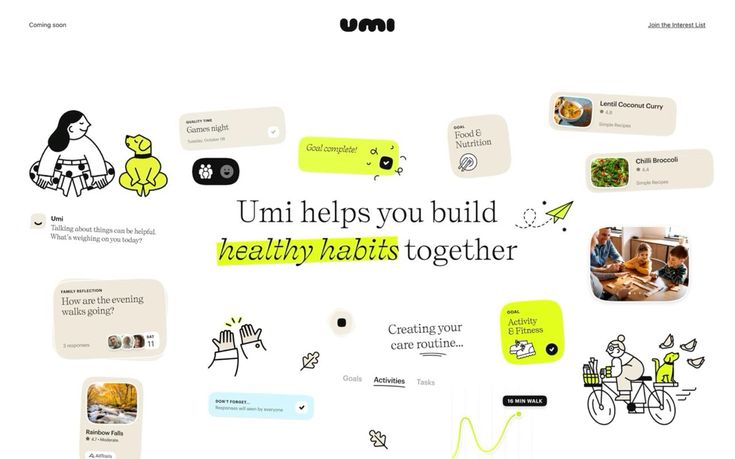 Coming soon
umi
Join the Interest List
QUALITY TIME
Games night
Tuesday, October 08
Goal complete!
GOAL
Food &
Nutrition
Lentil Coconut Curry
4.8
Simple Recipes
Chilli Broccoli
4.4
Simple Recipes
Umi
Talking about things can be helpful.
What's weighing on you today?
Umi helps you build
healthy habits together
FAMILY REFLECTION
How are the evening
walks going?
3 responses
SAT
11
Creating your
care routine...
GOAL
Activity
& Fitness
Goals
Activities
Tasks
DON'T FORGET...
Responses will seen by everyone
16 MIN WALK
Rainbow Falls
4.7 • Moderate
AllTrails